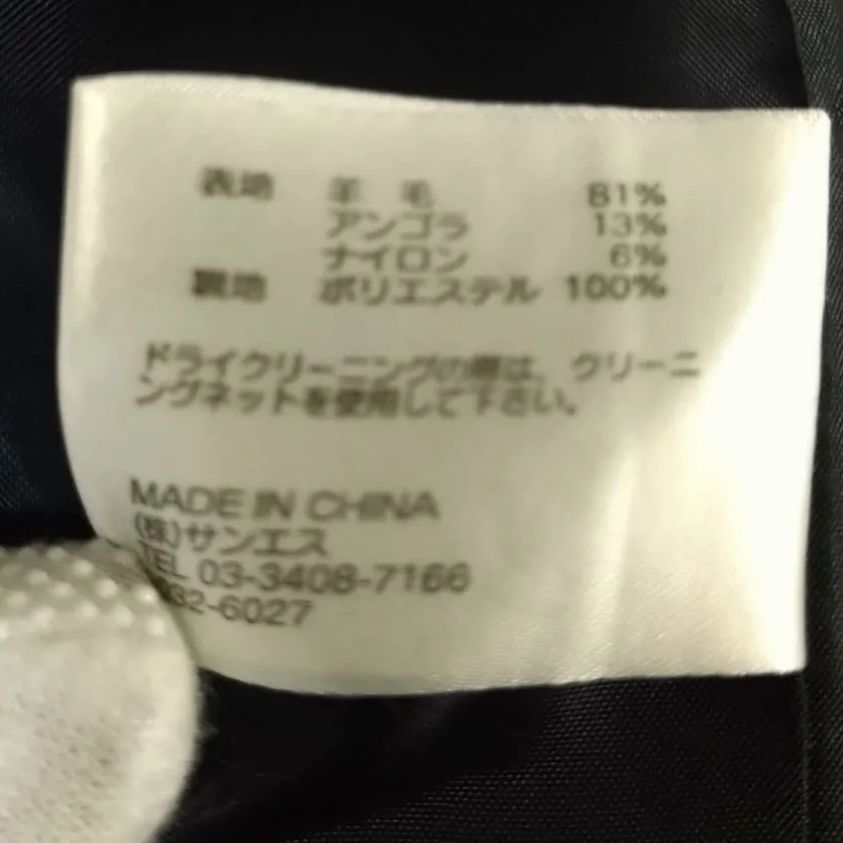 表地 羊毛 81%
アンゴラ 13%
ナイロン 6%
裏地 ポリエステル 100%
ドライクリーニングの際は、クリーニ
ングネットを使用して下さい。
MADE IN CHINA
(株)サンエス
TEL 03-3408-7166
32-6027